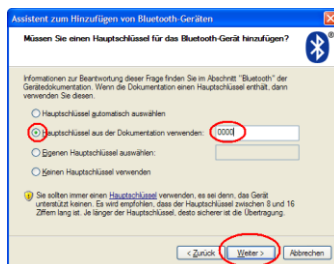 Assistent zum Hinzufügen von Bluetooth-Geräten
Müssen Sie einen Hauptschlüssel für das Bluetooth-Gerät hinzufügen?
Informationen zur Beantwortung dieser Frage finden Sie im Abschnitt "Bluetooth" der
Gerätedokumentation. Wenn die Dokumentation einen Hauptschlüssel enthält, dann
verwenden Sie diesen.
Hauptschlüssel automatisch auswählen
Hauptschlüssel aus der Dokumentation verwenden: 0000
Eigenen Hauptschlüssel auswählen:
Keinen Hauptschlüssel verwenden
Sie sollten immer einen Hauptschlüssel verwenden, es sei denn, das Gerät
unterstützt keinen. Es wird empfohlen, dass der Hauptschlüssel zwischen 8 und 16
Ziffern lang ist. Je länger der Hauptschlüssel, desto sicherer ist die Übertragung.
< Zurück Weiter > Abbrechen